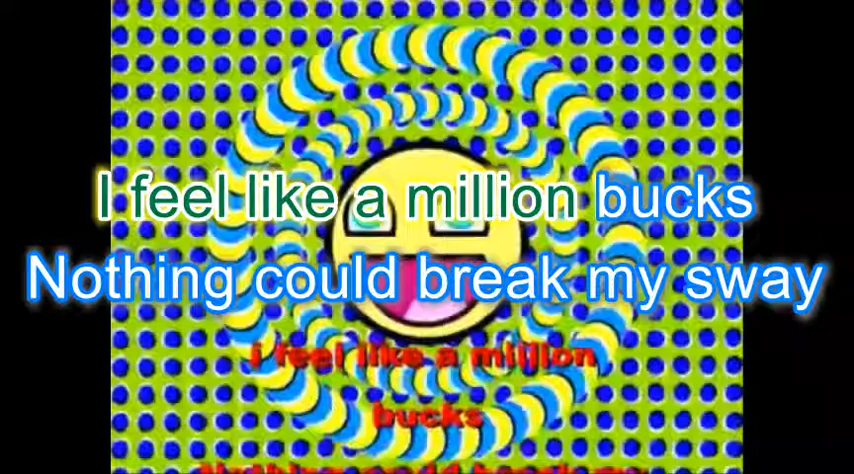 I feel like a million bucks
Nothing could break my sway
i feel like a million
bucks